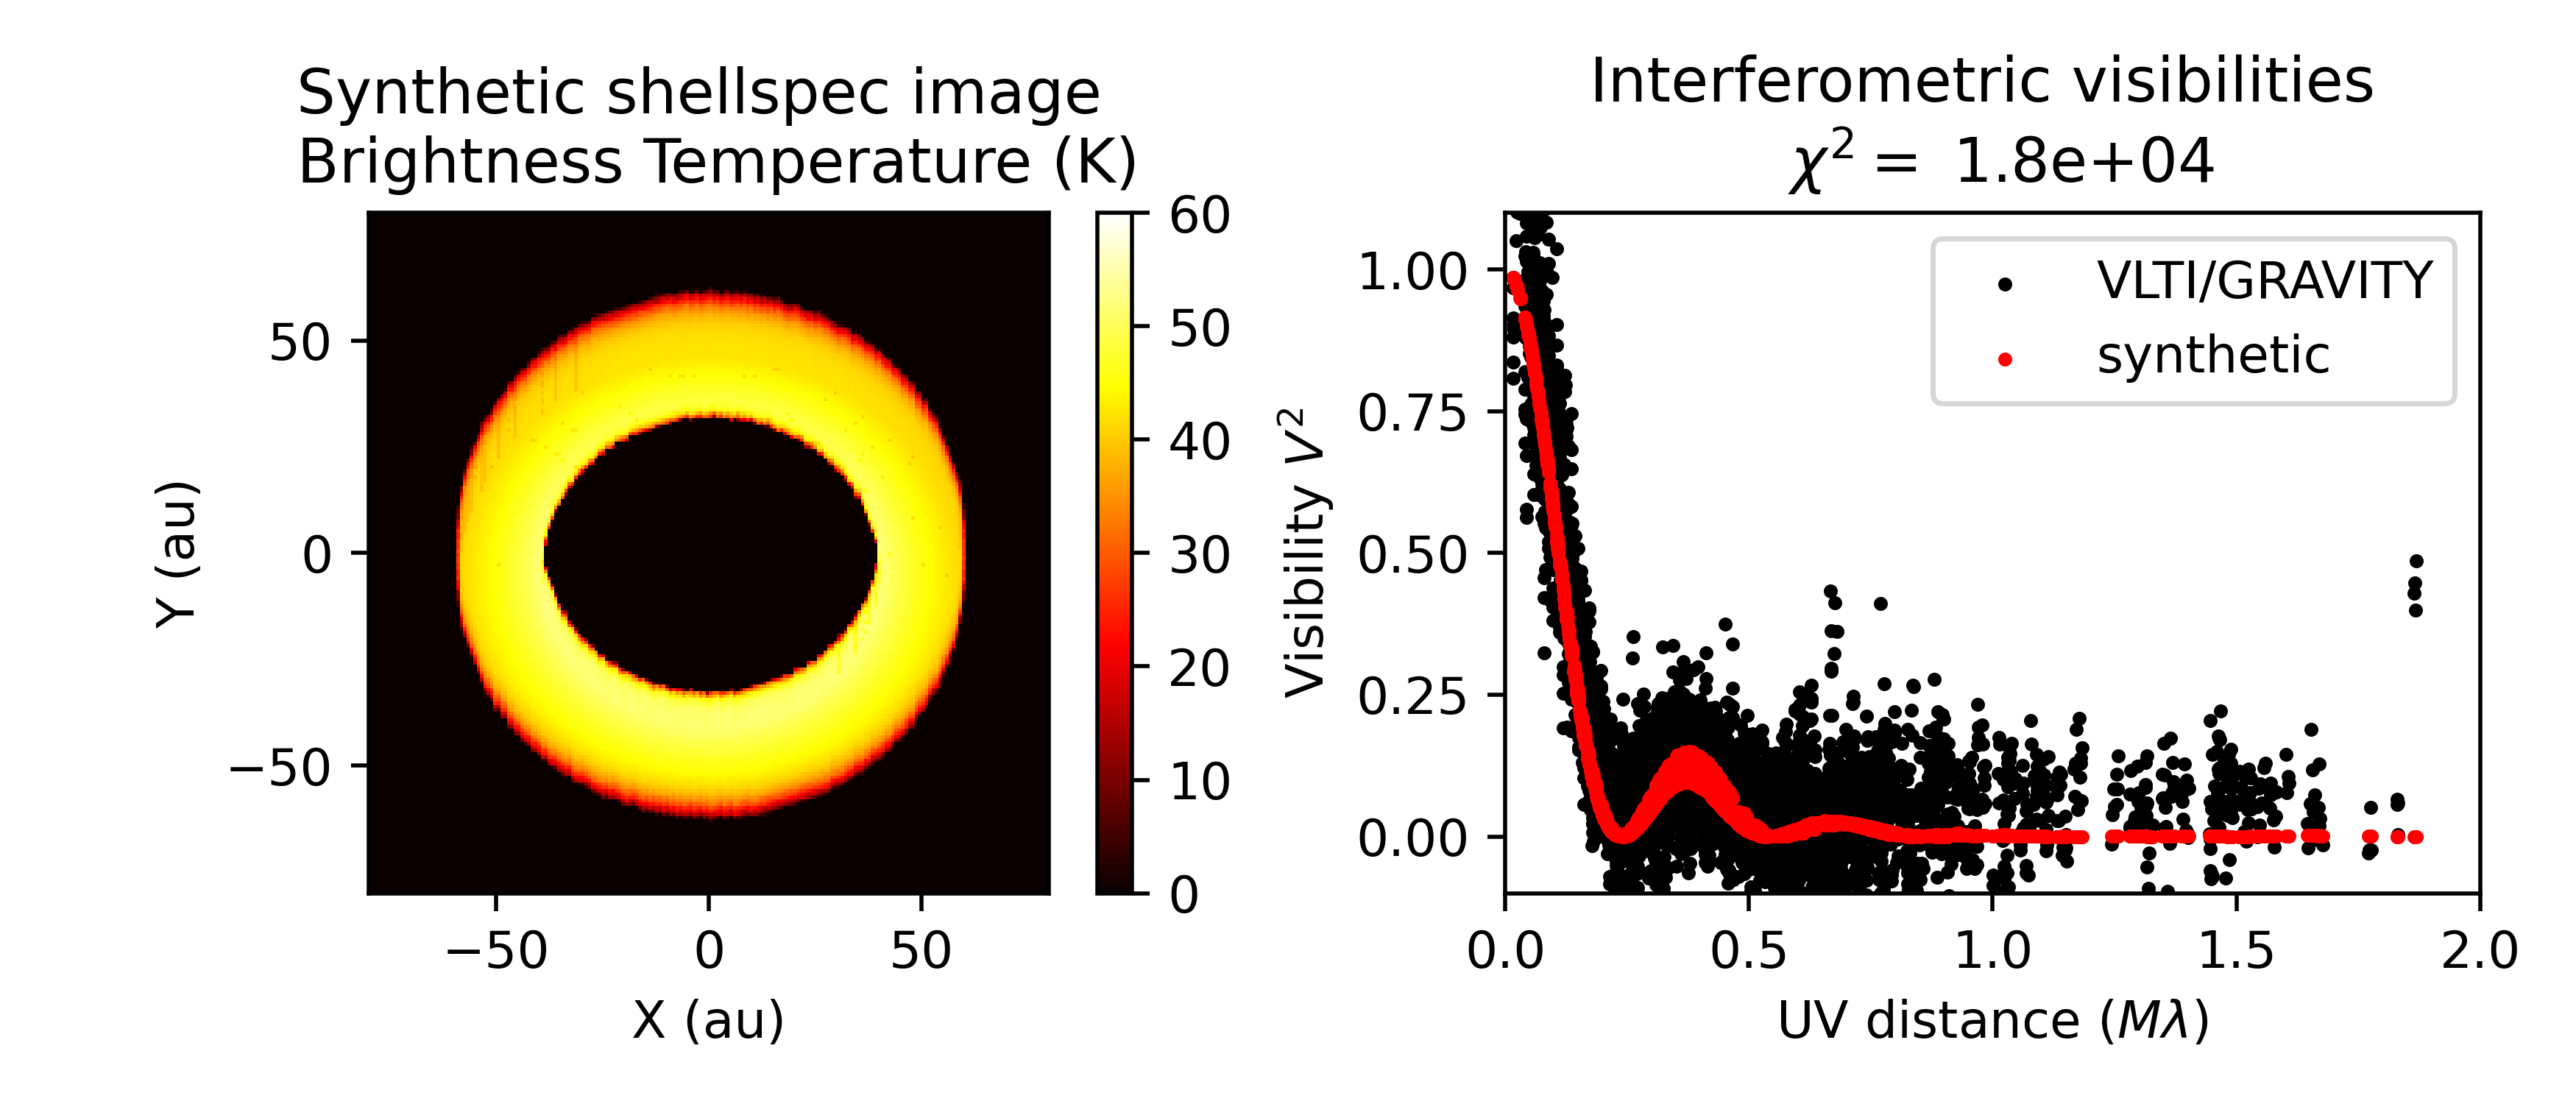 Synthetic shellspec image
Brightness Temperature (K)
50
0
−50
Y (au)
−50 0 50
X (au)
60
50
40
30
20
10
0
Interferometric visibilities
χ² = 1.8e+04
1.00
0.75
0.50
0.25
0.00
Visibility V²
VLTI/GRAVITY
synthetic
0.0 0.5 1.0 1.5 2.0
UV distance (Mλ)